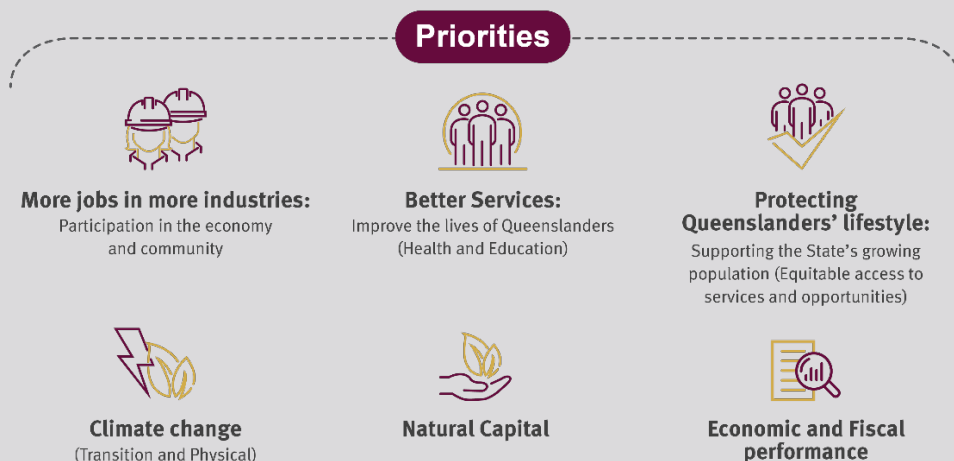 Priorities
More jobs in more industries:
Participation in the economy
and community
Better Services:
Improve the lives of Queenslanders
(Health and Education)
Protecting
Queenslanders' lifestyle:
Supporting the State's growing
population (Equitable access to
services and opportunities)
Climate change
(Transition and Physical)
Natural Capital
Economic and Fiscal
performance